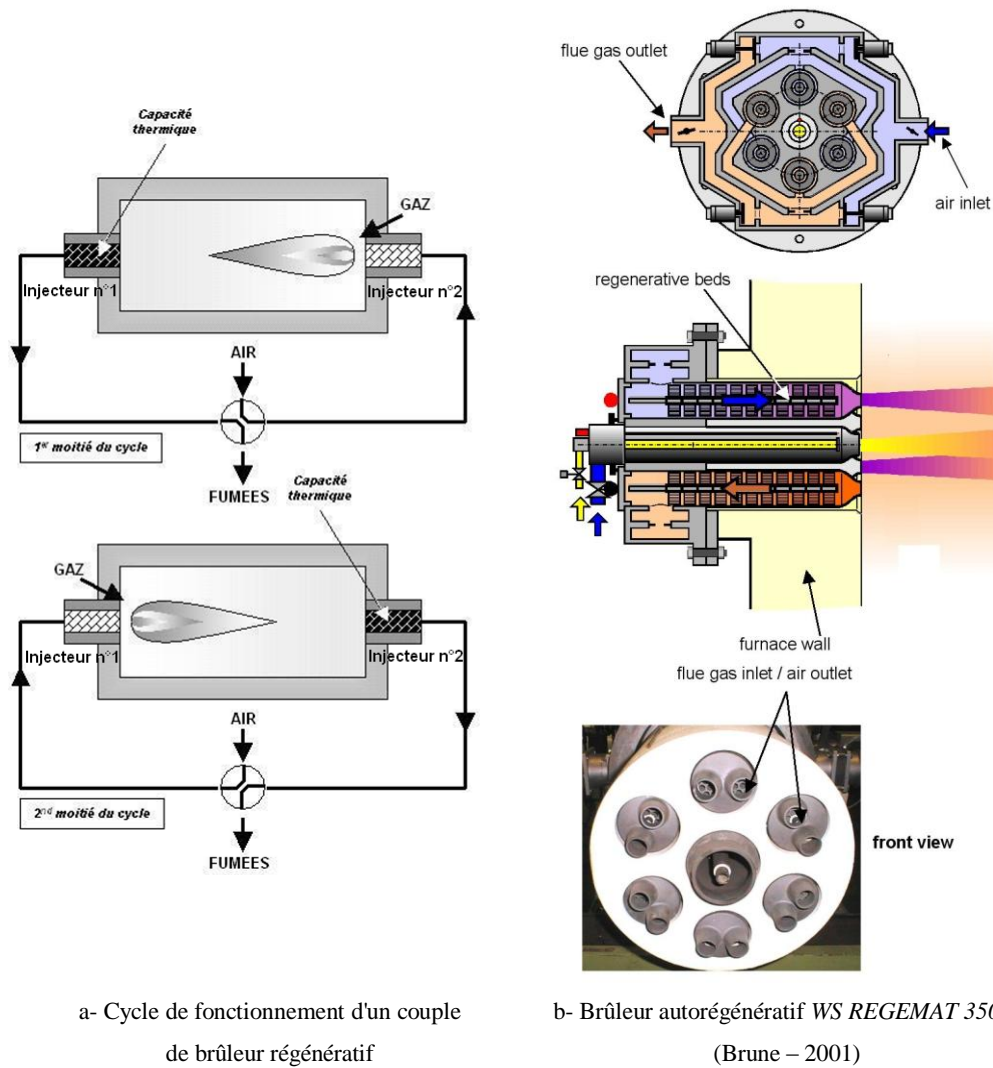 Capacité
thermique
GAZ
Injecteur n°1
Injecteur n°2
AIR
1er moitié du cycle
FUMEES
Capacité
thermique
GAZ
Injecteur n°1
Injecteur n°2
AIR
2nd moitié du cycle
FUMEES
flue gas outlet
air inlet
regenerative beds
furnace wall
flue gas inlet / air outlet
front view
a- Cycle de fonctionnement d'un couple
de brûleur régénératif
b- Brûleur autorégénératif WS REGEMAT 350
(Brune – 2001)